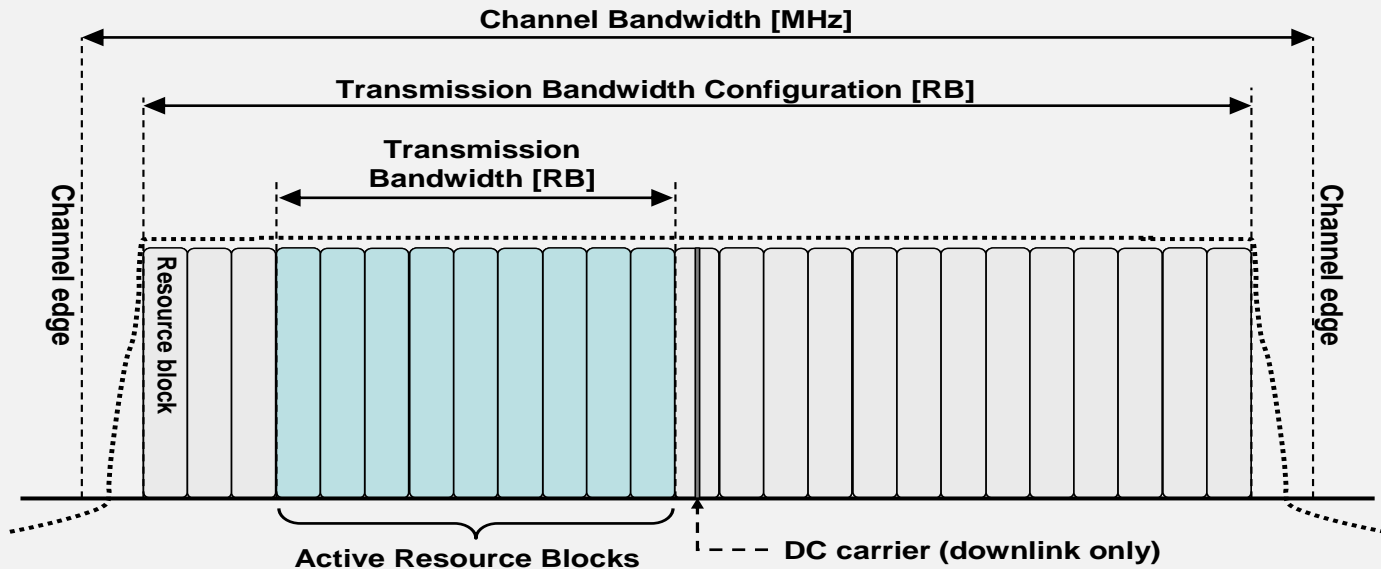 Channel Bandwidth [MHz]
Transmission Bandwidth Configuration [RB]
Transmission
Bandwidth [RB]
Channel edge
Channel edge
Resource block
Active Resource Blocks
DC carrier (downlink only)